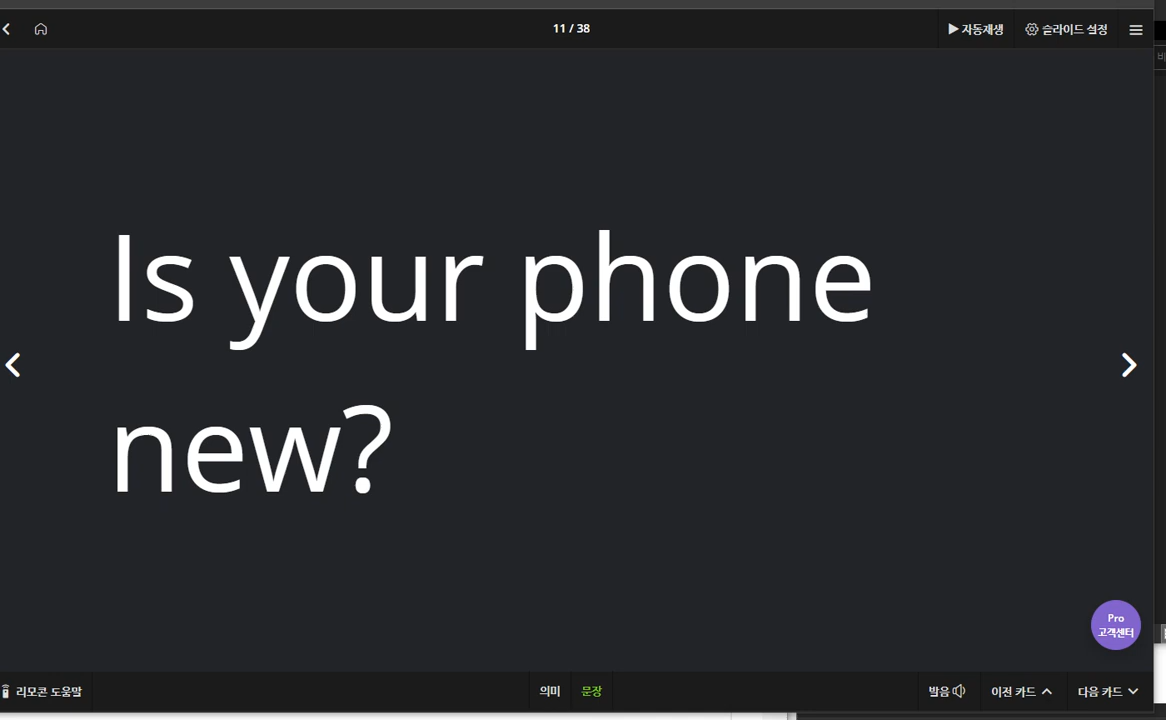 11 / 38
자동재생
슬라이드 설정
Is your phone
new?
Pro
고객센터
리모콘 도움말
의미
문장
발음
이전 카드
다음 카드